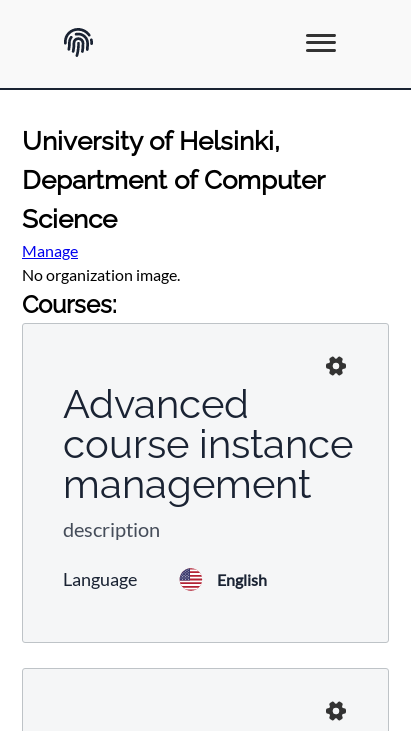 University of Helsinki,
Department of Computer
Science
Manage
No organization image.
Courses:
Advanced
course instance
management
description
Language English